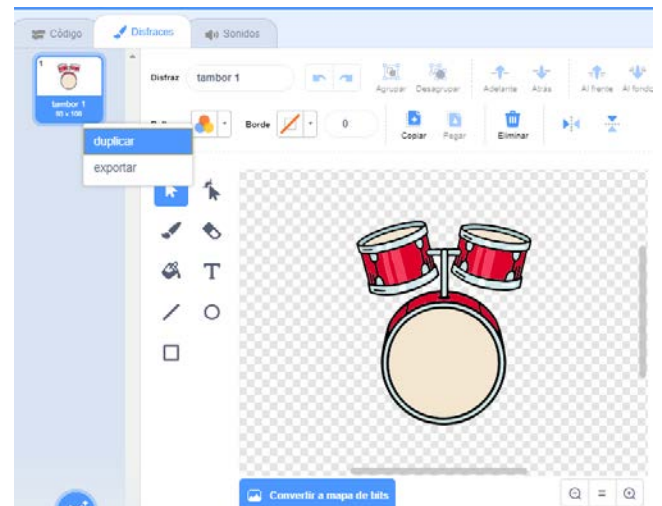 Código Disfraces Sonidos
1
tambor 1
Disfraz tambor 1 Agrupar Desagrupar Adelante Atrás Al frente Al fondo
Borde 0 Copiar Pegar Eliminar
duplicar
exportar
T
Convertir a mapa de bits